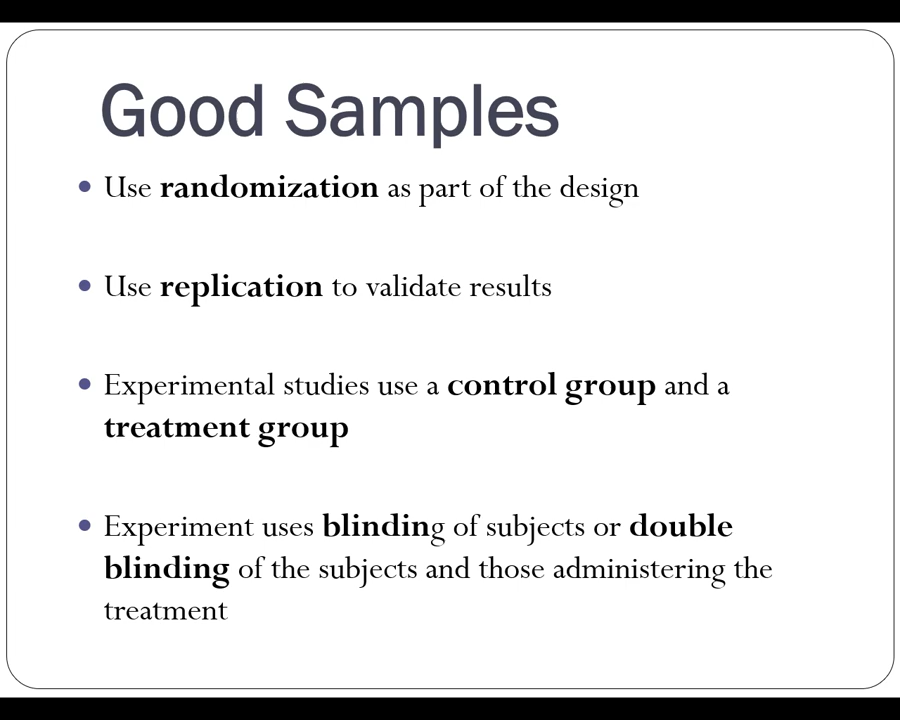 Good Samples
Use randomization as part of the design
Use replication to validate results
Experimental studies use a control group and a
treatment group
Experiment uses blinding of subjects or double
blinding of the subjects and those administering the
treatment